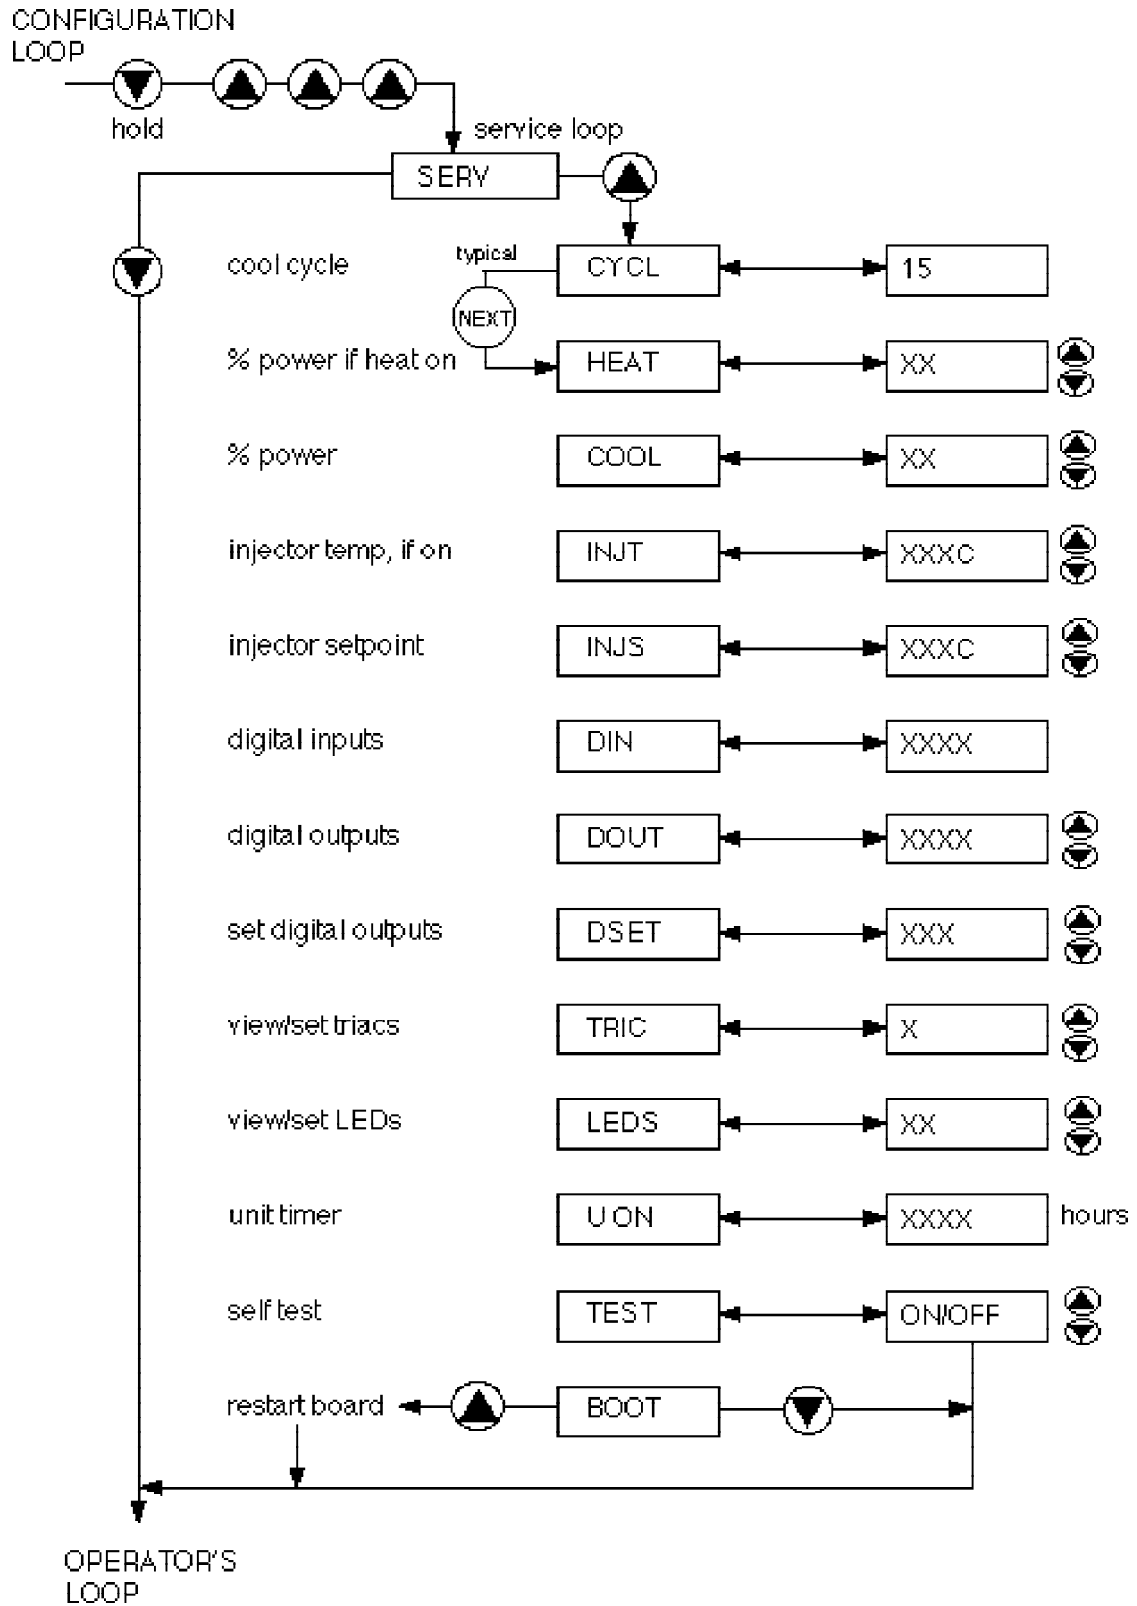 CONFIGURATION
LOOP
hold
service loop
SERV
typical
cool cycle
CYCL
15
NEXT
% power if heat on
HEAT
XX
% power
COOL
XX
injector temp, if on
INJT
XXXC
injector setpoint
INJS
XXXC
digital inputs
DIN
XXXX
digital outputs
DOUT
XXXX
set digital outputs
DSET
XXX
view/set triacs
TRIC
X
view/set LEDs
LEDS
XX
unit timer
U ON
XXXX
hours
self test
TEST
ON/OFF
restart board
BOOT
OPERATOR'S
LOOP